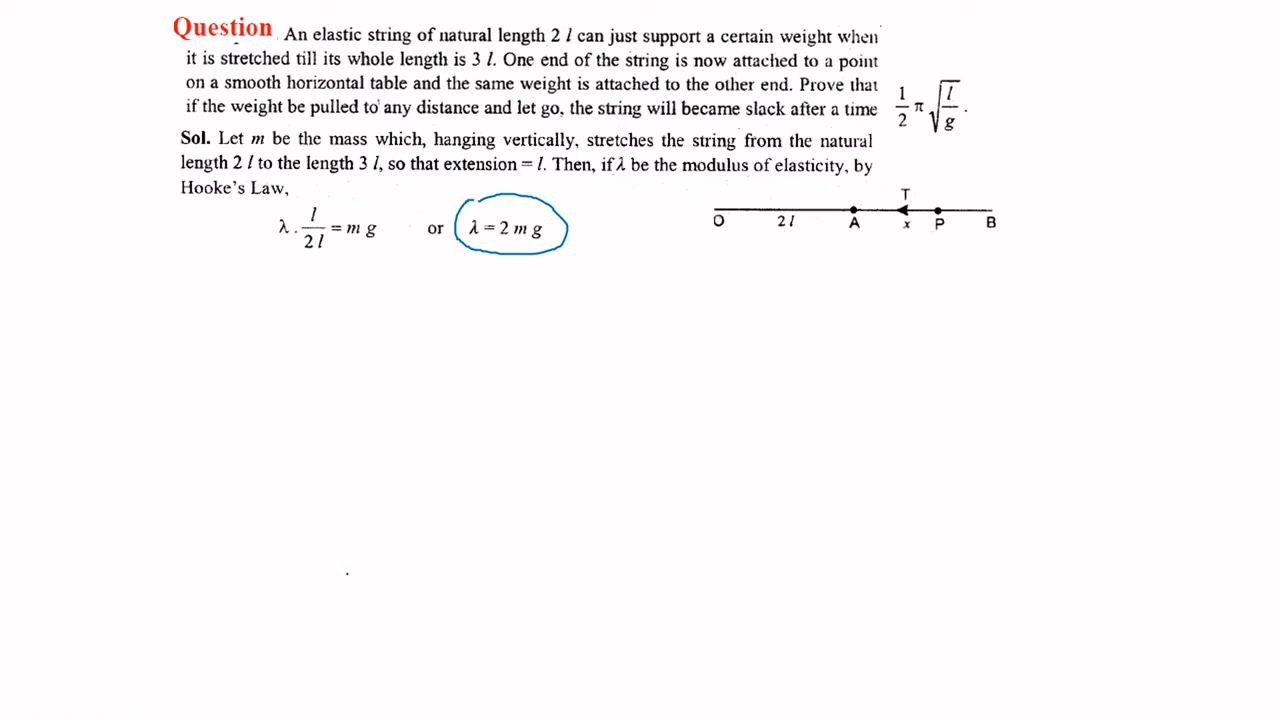 Question An elastic string of natural length 2 l can just support a certain weight when
it is stretched till its whole length is 3 l. One end of the string is now attached to a point
on a smooth horizontal table and the same weight is attached to the other end. Prove that
if the weight be pulled to any distance and let go, the string will became slack after a time 1/2 π √(l/g) .
Sol. Let m be the mass which, hanging vertically, stretches the string from the natural
length 2 l to the length 3 l, so that extension = l. Then, if λ be the modulus of elasticity, by
Hooke's Law,
λ . l/2 l = m g or λ = 2 m g
T
O 2 l A x P B